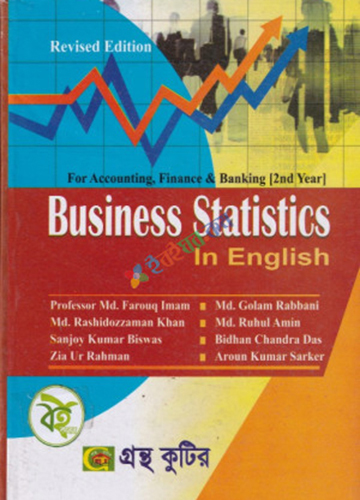 Revised Edition
For Accounting, Finance & Banking [2nd Year]
Business Statistics
In English
Professor Md. Farouq Imam
Md. Rashidozzaman Khan
Sanjoy Kumar Biswas
Zia Ur Rahman
Md. Golam Rabbani
Md. Ruhul Amin
Bidhan Chandra Das
Aroun Kumar Sarker
বই
গ্রন্থ কুটির